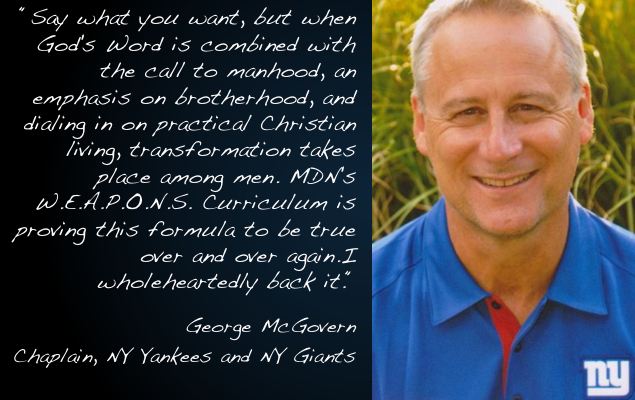 “ Say what you want, but when
God's Word is combined with
the call to manhood, an
emphasis on brotherhood, and
dialing in on practical Christian
living, transformation takes
place among men. MDN's
W.E.A.P.O.N.S. Curriculum is
proving this formula to be true
over and over again.I
wholeheartedly back it.”
George McGovern
Chaplain, NY Yankees and NY Giants
ny